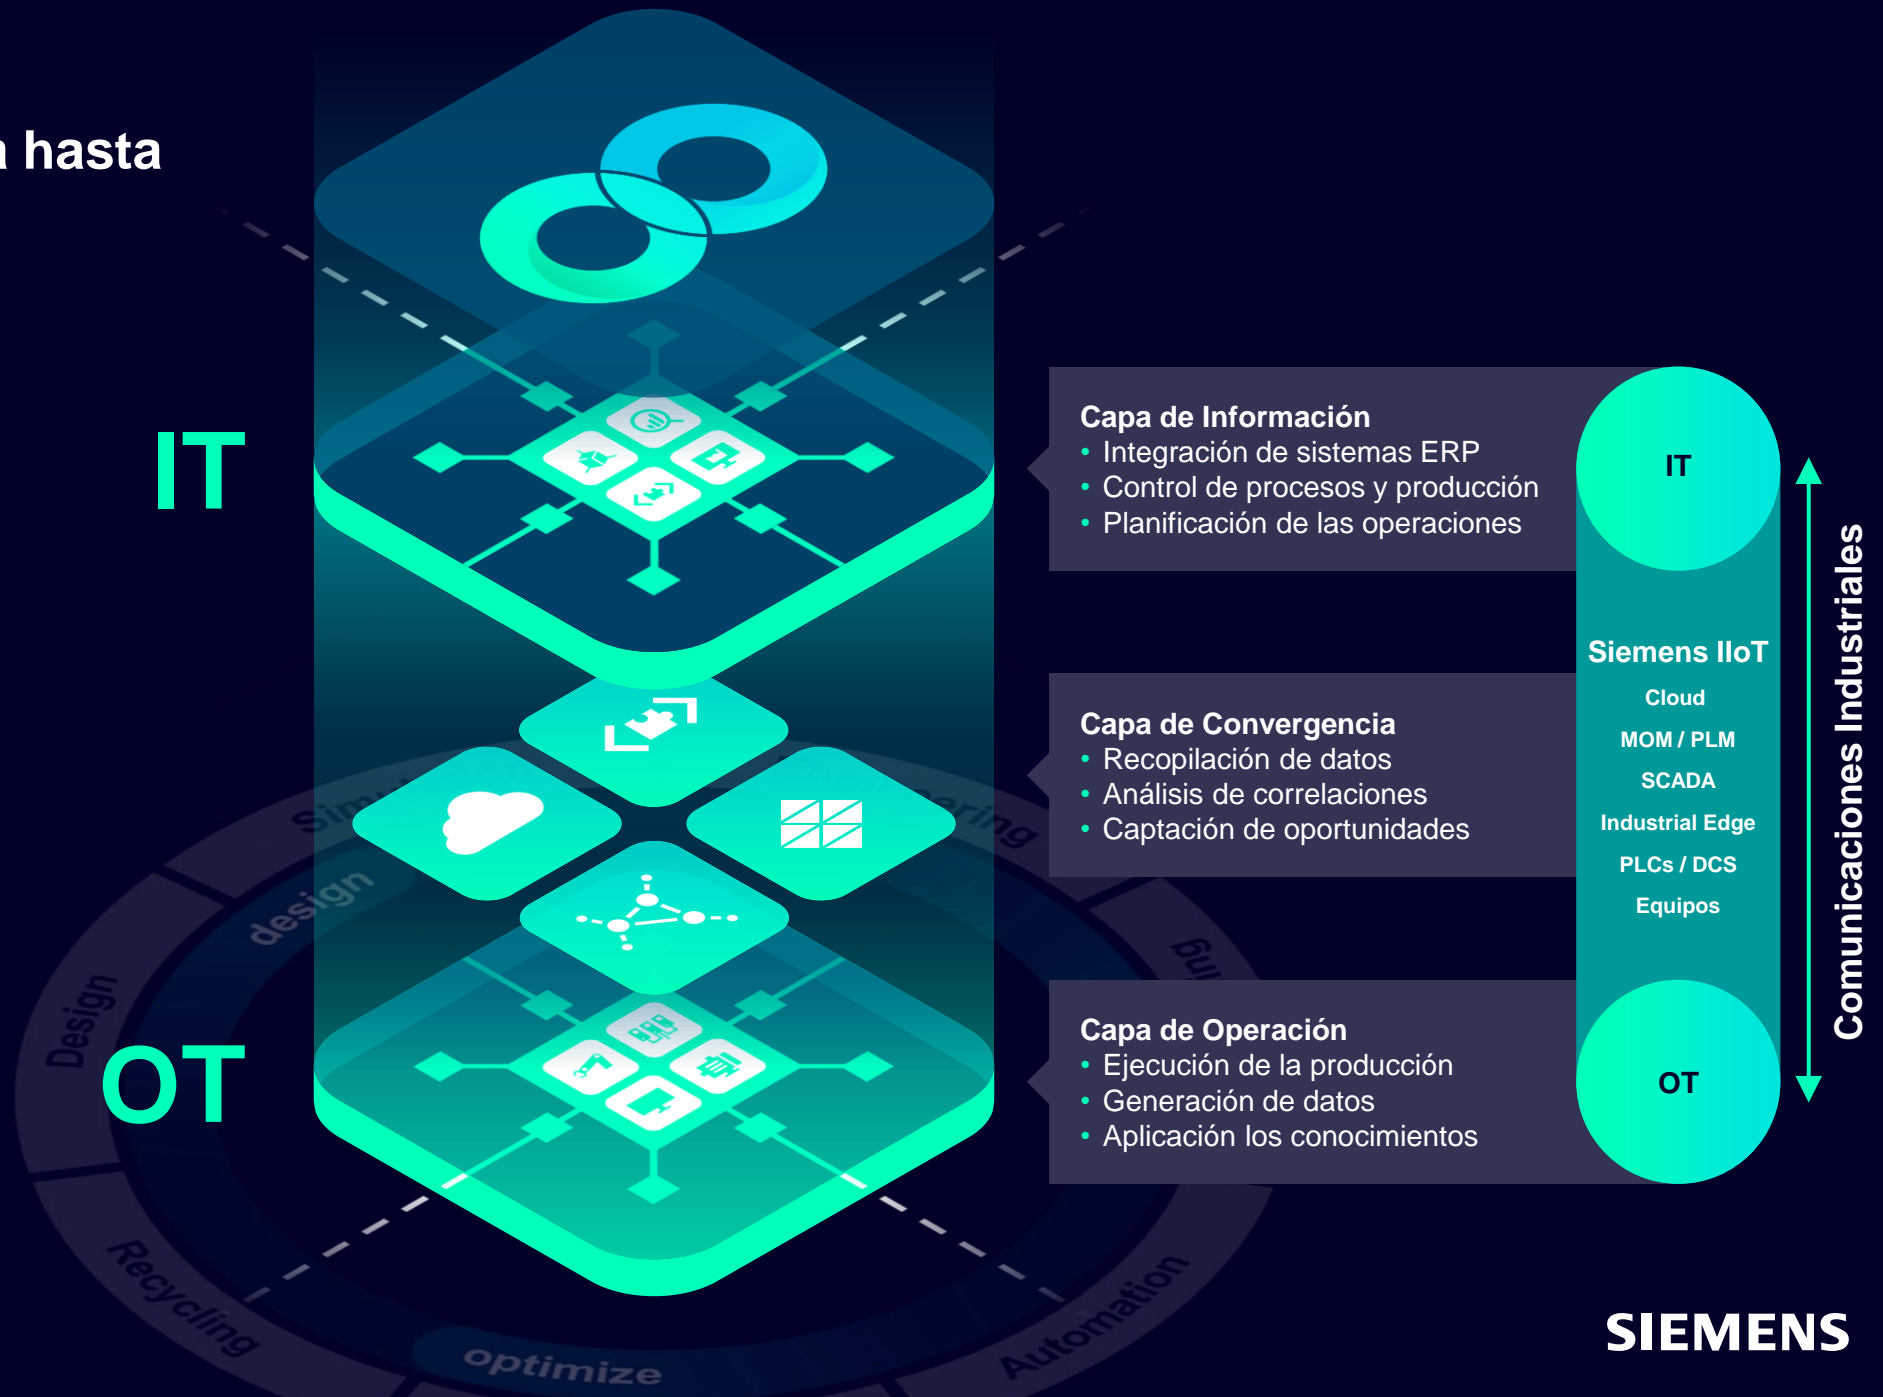 hasta
IT
Capa de Información
• Integración de sistemas ERP
• Control de procesos y producción
• Planificación de las operaciones
IT
Siemens IIoT
Cloud
MOM / PLM
SCADA
Industrial Edge
PLCs / DCS
Equipos
Comunicaciones Industriales
Capa de Convergencia
• Recopilación de datos
• Análisis de correlaciones
• Captación de oportunidades
OT
Capa de Operación
• Ejecución de la producción
• Generación de datos
• Aplicación los conocimientos
OT
Simulation
Engineering
design
Design
Recycling
optimize
Automation
SIEMENS